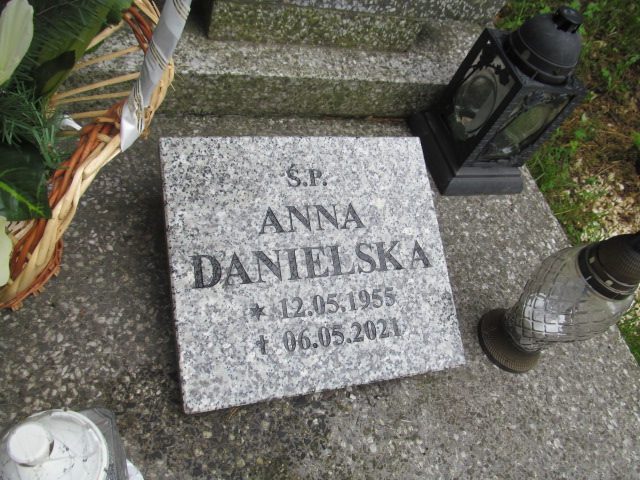 Ś.P.
ANNA
DANIELSKA
* 12.05.1955
† 06.05.2021